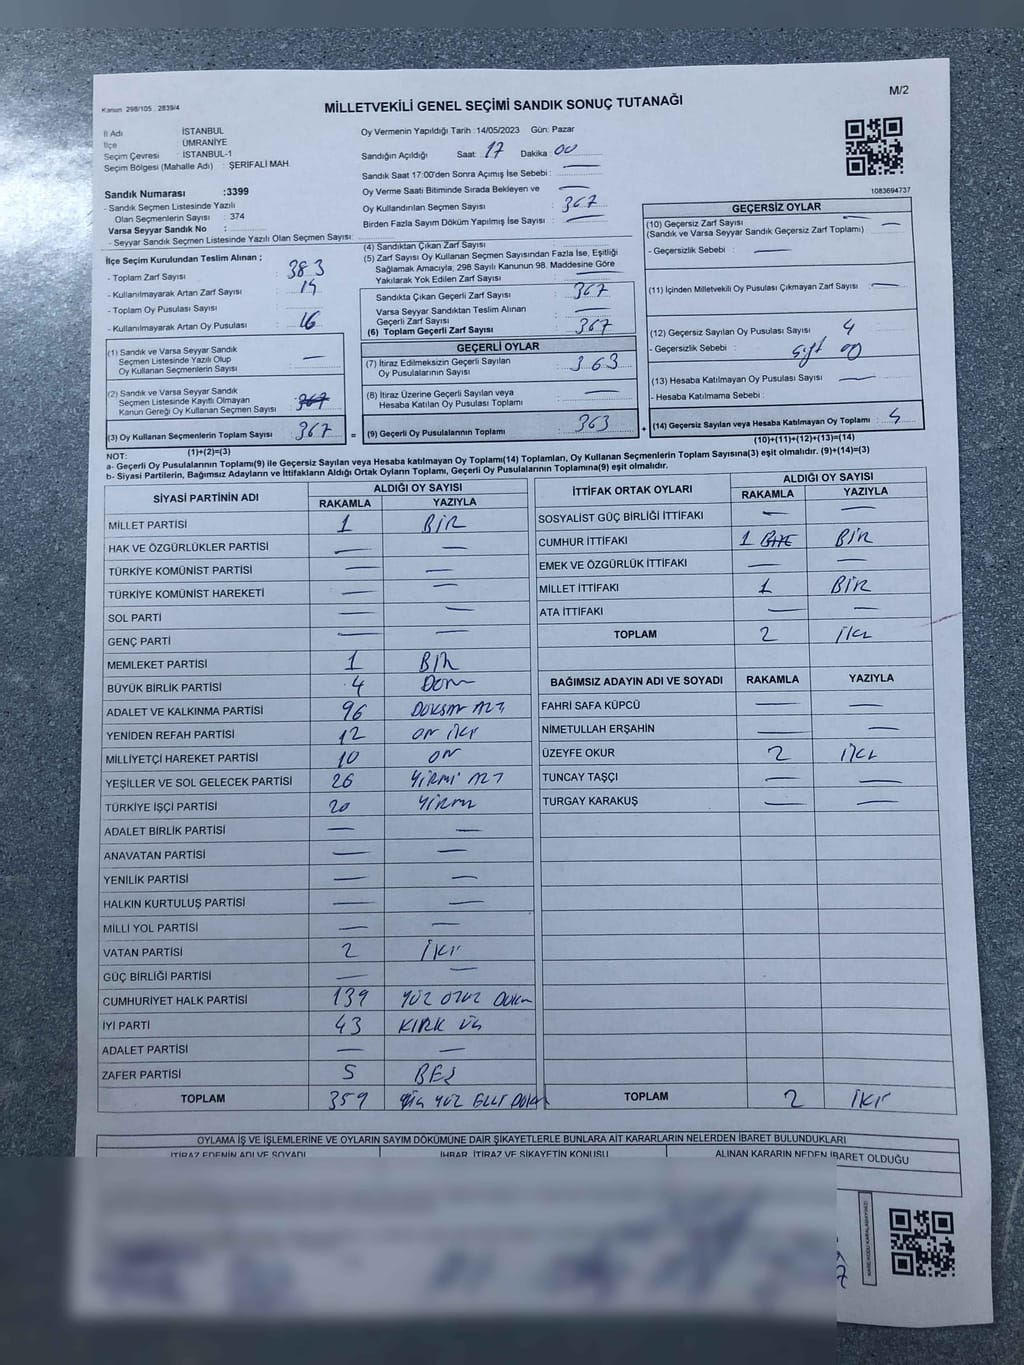 Kanun 298/105 , 2839/4
MİLLETVEKİLİ GENEL SEÇİMİ SANDIK SONUÇ TUTANAĞI
M/2
İl Adı : İSTANBUL
İlçe : ÜMRANİYE
Seçim Çevresi : İSTANBUL-1
Seçim Bölgesi (Mahalle Adı) : ŞERİFALİ MAH.
Sandık Numarası :3399
- Sandık Seçmen Listesinde Yazılı
Olan Seçmenlerin Sayısı : 374
Varsa Seyyar Sandık No :
- Seyyar Sandık Seçmen Listesinde Yazılı Olan Seçmen Sayısı:
Oy Vermenin Yapıldığı Tarih : 14/05/2023 Gün: Pazar
Sandığın Açıldığı Saat: 17 Dakika 00
Sandık Saat 17:00'den Sonra Açımış İse Sebebi : —
Oy Verme Saati Bitiminde Sırada Bekleyen ve —
Oy Kullandırılan Seçmen Sayısı : 367
Birden Fazla Sayım Döküm Yapılmış İse Sayısı : —
1083694737
İlçe Seçim Kurulundan Teslim Alınan :
- Toplam Zarf Sayısı : 383
- Kullanılmayarak Artan Zarf Sayısı : 19
- Toplam Oy Pusulası Sayısı :
- Kullanılmayarak Artan Oy Pusulası : 16
(4) Sandıktan Çıkan Zarf Sayısı :
(5) Zarf Sayısı Oy Kullanan Seçmen Sayısından Fazla İse, Eşitliği
Sağlamak Amacıyla; 298 Sayılı Kanunun 98. Maddesine Göre
Yakılarak Yok Edilen Zarf Sayısı : —
Sandıkta Çıkan Geçerli Zarf Sayısı : 367
Varsa Seyyar Sandıktan Teslim Alınan
Geçerli Zarf Sayısı : —
(6) Toplam Geçerli Zarf Sayısı : 367
GEÇERSİZ OYLAR
(10) Geçersiz Zarf Sayısı : —
(Sandık ve Varsa Seyyar Sandık Geçersiz Zarf Toplamı)
- Geçersizlik Sebebi : —
(11) İçinden Milletvekili Oy Pusulası Çıkmayan Zarf Sayısı : —
(12) Geçersiz Sayılan Oy Pusulası Sayısı : 4
- Geçersizlik Sebebi : Çift oy
(13) Hesaba Katılmayan Oy Pusulası Sayısı : —
- Hesaba Katılmama Sebebi :
(14) Geçersiz Sayılan veya Hesaba Katılmayan Oy Toplamı : 4
(10)+(11)+(12)+(13)=(14)
(1) Sandık ve Varsa Seyyar Sandık
Seçmen Listesinde Yazılı Olup
Oy Kullanan Seçmenlerin Sayısı : —
(2) Sandık ve Varsa Seyyar Sandık
Seçmen Listesinde Kayıtlı Olmayan
Kanun Gereği Oy Kullanan Seçmen Sayısı : 367
(3) Oy Kullanan Seçmenlerin Toplam Sayısı : 367
(1)+(2)=(3)
GEÇERLİ OYLAR
(7) İtiraz Edilmeksizin Geçerli Sayılan
Oy Pusulalarının Sayısı : 363
(8) İtiraz Üzerine Geçerli Sayılan veya
Hesaba Katılan Oy Pusulası Toplamı : —
= (9) Geçerli Oy Pusulalarının Toplamı : 363 +
NOT:
a- Geçerli Oy Pusulalarının Toplamı(9) ile Geçersiz Sayılan veya Hesaba katılmayan Oy Toplamı(14) Toplamları, Oy Kullanan Seçmenlerin Toplam Sayısına(3) eşit olmalıdır. (9)+(14)=(3)
b- Siyasi Partilerin, Bağımsız Adayların ve İttifakların Aldığı Ortak Oyların Toplamı, Geçerli Oy Pusulalarının Toplamına(9) eşit olmalıdır.
SİYASİ PARTİNİN ADI ALDIĞI OY SAYISI
RAKAMLA YAZIYLA
MİLLET PARTİSİ 1 BİR
HAK VE ÖZGÜRLÜKLER PARTİSİ — —
TÜRKİYE KOMÜNİST PARTİSİ — —
TÜRKİYE KOMÜNİST HAREKETİ — —
SOL PARTİ — —
GENÇ PARTİ — —
MEMLEKET PARTİSİ 1 BİR
BÜYÜK BİRLİK PARTİSİ 4 DÖRT
ADALET VE KALKINMA PARTİSİ 96 DOKSAN ALTI
YENİDEN REFAH PARTİSİ 12 ON İKİ
MİLLİYETÇİ HAREKET PARTİSİ 10 ON
YEŞİLLER VE SOL GELECEK PARTİSİ 26 YİRMİ ALTI
TÜRKİYE İŞÇİ PARTİSİ 20 YİRMİ
ADALET BİRLİK PARTİSİ — —
ANAVATAN PARTİSİ — —
YENİLİK PARTİSİ — —
HALKIN KURTULUŞ PARTİSİ — —
MİLLİ YOL PARTİSİ — —
VATAN PARTİSİ 2 İKİ
GÜÇ BİRLİĞİ PARTİSİ — —
CUMHURİYET HALK PARTİSİ 139 YÜZ OTUZ DOKUZ
İYİ PARTİ 43 KIRK ÜÇ
ADALET PARTİSİ — —
ZAFER PARTİSİ 5 BEŞ
TOPLAM 359 ÜÇ YÜZ ELLİ DOKUZ
İTTİFAK ORTAK OYLARI ALDIĞI OY SAYISI
RAKAMLA YAZIYLA
SOSYALİST GÜÇ BİRLİĞİ İTTİFAKI — —
CUMHUR İTTİFAKI 1 BİR BİR
EMEK VE ÖZGÜRLÜK İTTİFAKI — —
MİLLET İTTİFAKI 1 BİR
ATA İTTİFAKI — —
TOPLAM 2 İKİ
BAĞIMSIZ ADAYIN ADI VE SOYADI RAKAMLA YAZIYLA
FAHRİ SAFA KÜPCÜ — —
NİMETULLAH ERŞAHİN — —
ÜZEYFE OKUR 2 İKİ
TUNCAY TAŞÇI — —
TURGAY KARAKUŞ — —
TOPLAM 2 İKİ
OYLAMA İŞ VE İŞLEMLERİNE VE OYLARIN SAYIM DÖKÜMÜNE DAİR ŞİKAYETLERLE BUNLARA AİT KARARLARIN NELERDEN İBARET BULUNDUKLARI
İTİRAZ EDENİN ADI VE SOYADI İHBAR, İTİRAZ VE ŞİKAYETİN KONUSU ALINAN KARARIN NEDEN İBARET OLDUĞU